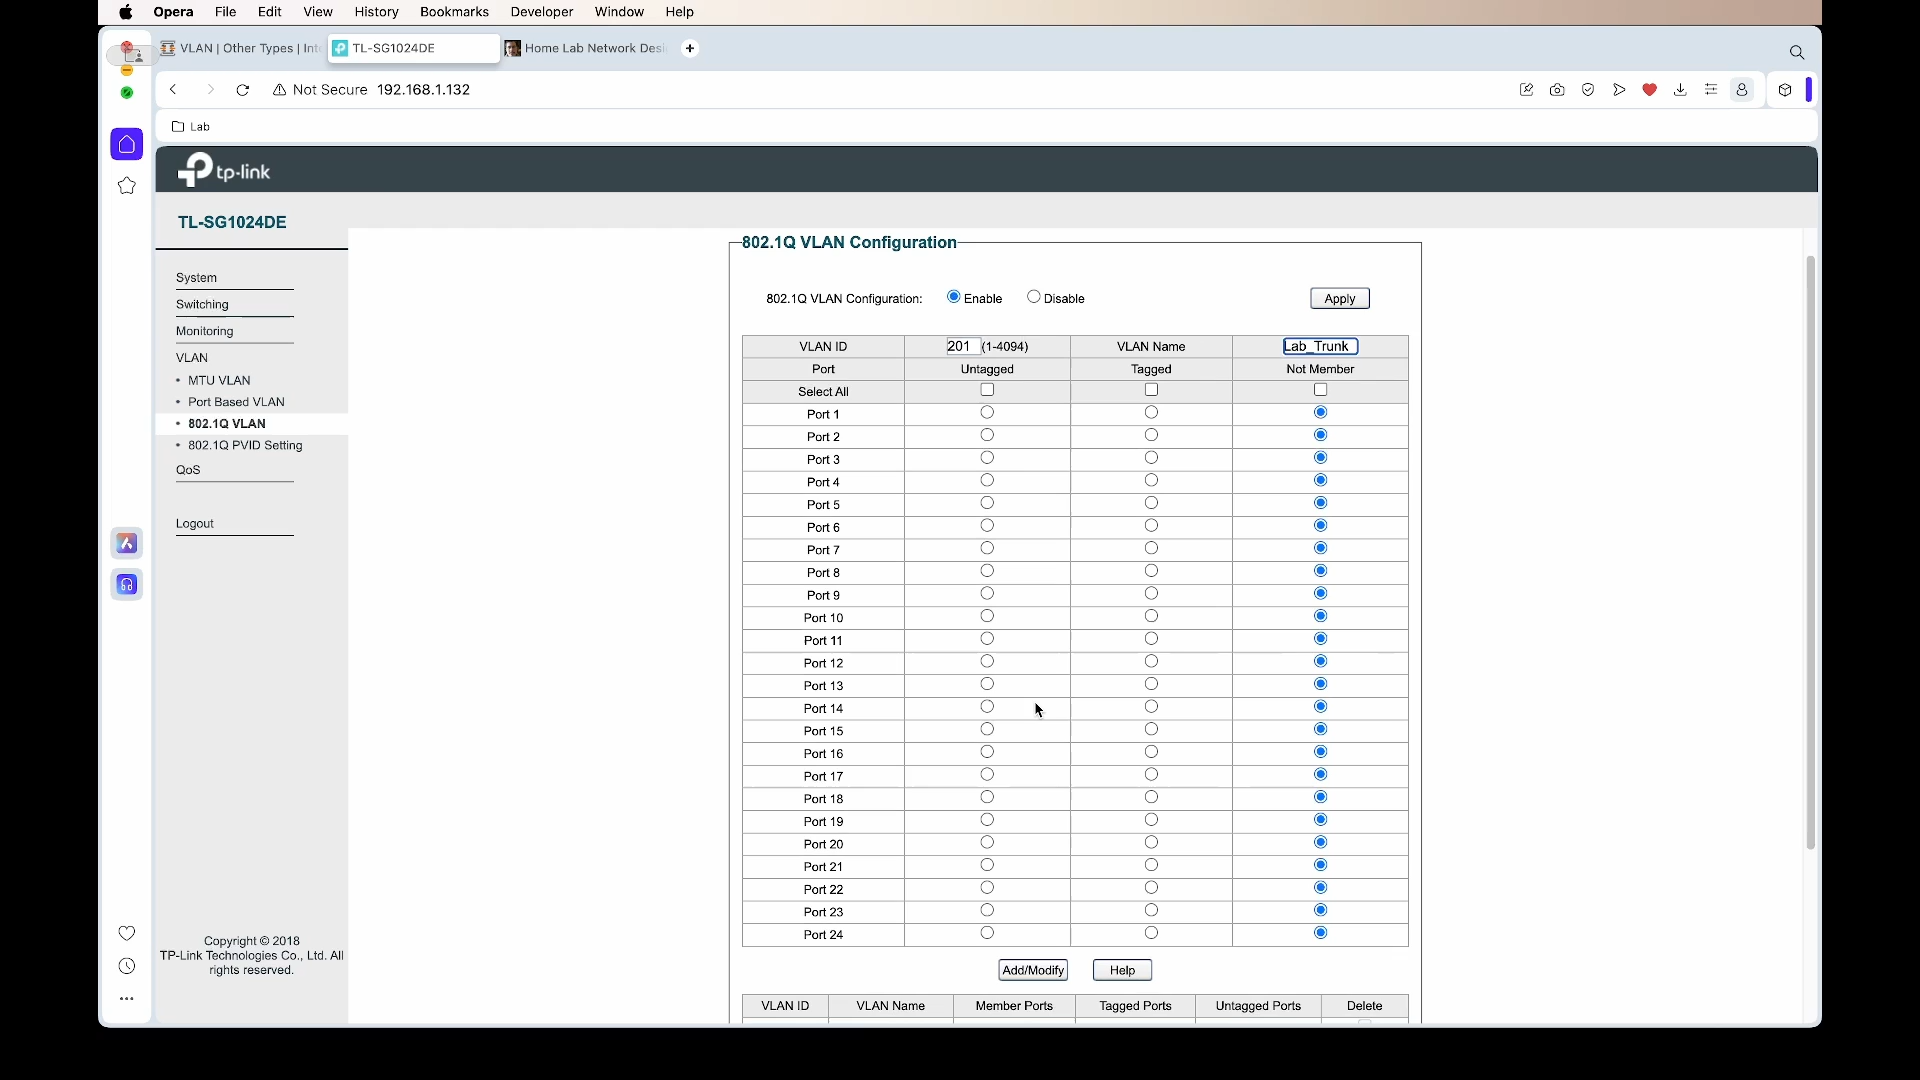 Opera File Edit View History Bookmarks Developer Window Help
VLAN | Other Types | Int
TL-SG1024DE
Home Lab Network Desi
Not Secure 192.168.1.132
Lab
tp-link
TL-SG1024DE
System
Switching
Monitoring
VLAN
• MTU VLAN
• Port Based VLAN
• 802.1Q VLAN
• 802.1Q PVID Setting
QoS
Logout
Copyright © 2018
TP-Link Technologies Co., Ltd. All
rights reserved.
802.1Q VLAN Configuration
802.1Q VLAN Configuration: Enable Disable Apply
VLAN ID 201 (1-4094) VLAN Name Lab_Trunk
Port Untagged Tagged Not Member
Select All
Port 1
Port 2
Port 3
Port 4
Port 5
Port 6
Port 7
Port 8
Port 9
Port 10
Port 11
Port 12
Port 13
Port 14
Port 15
Port 16
Port 17
Port 18
Port 19
Port 20
Port 21
Port 22
Port 23
Port 24
Add/Modify Help
VLAN ID VLAN Name Member Ports Tagged Ports Untagged Ports Delete